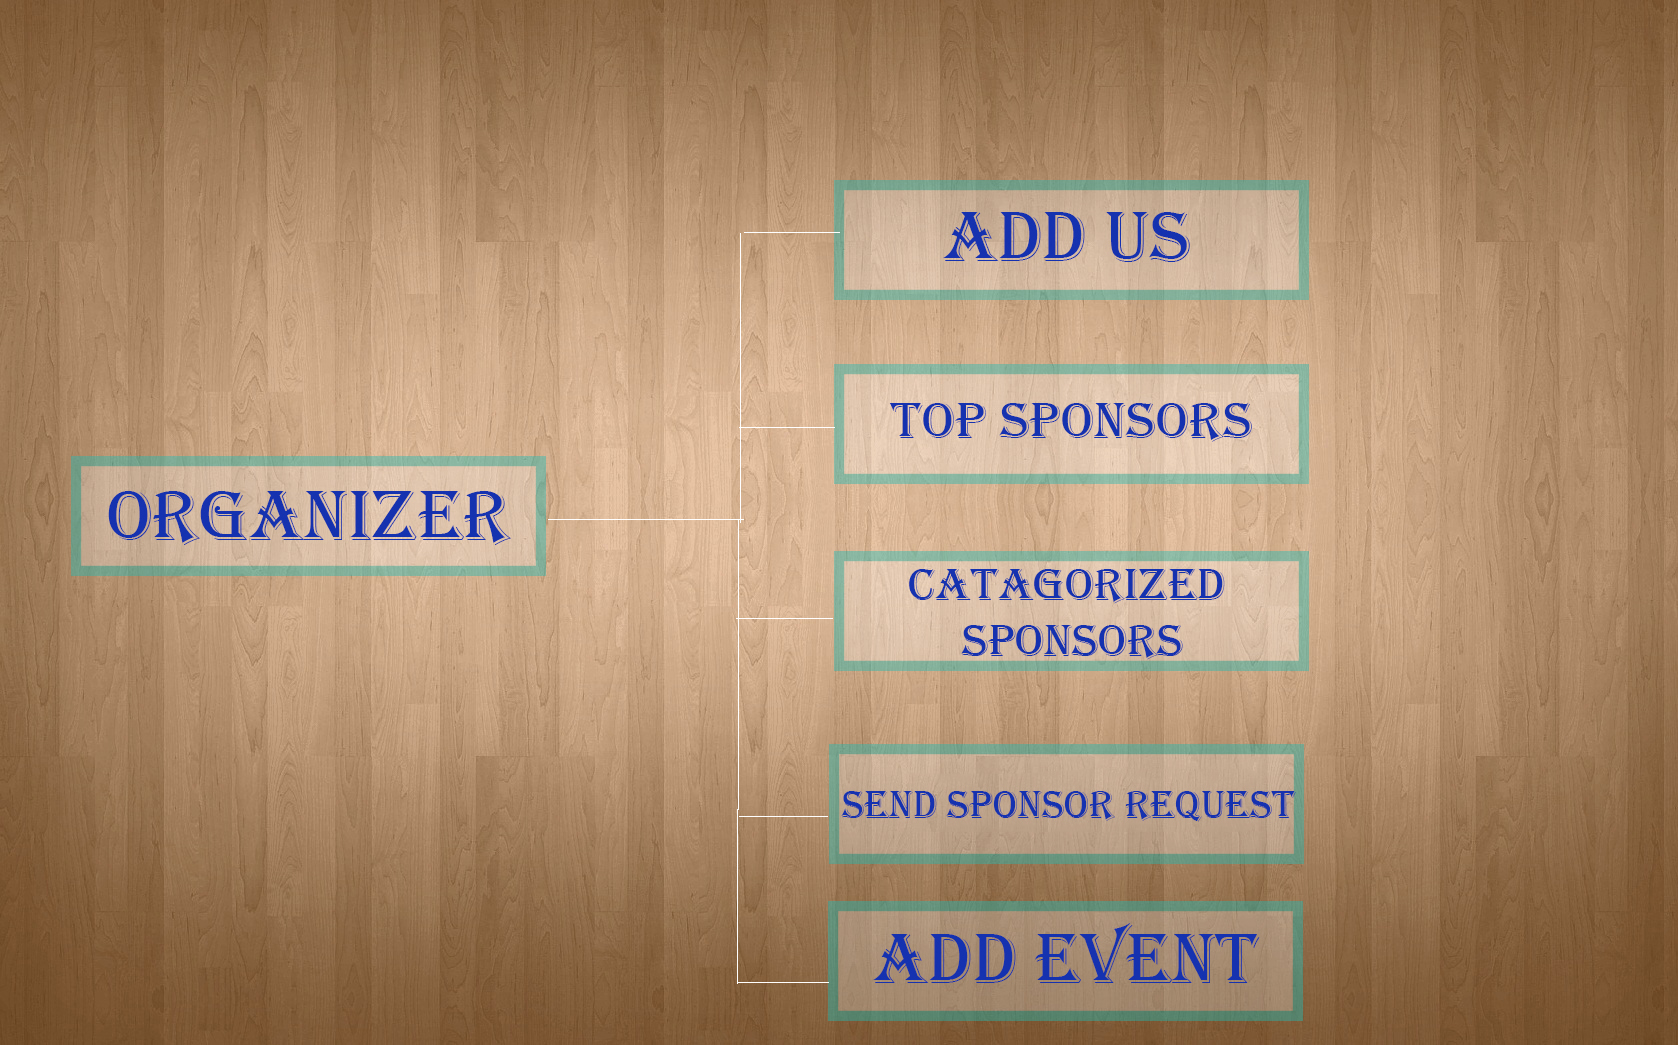 ORGANIZER
ADD US
TOP SPONSORS
CATAGORIZED
SPONSORS
SEND SPONSOR REQUEST
ADD EVENT